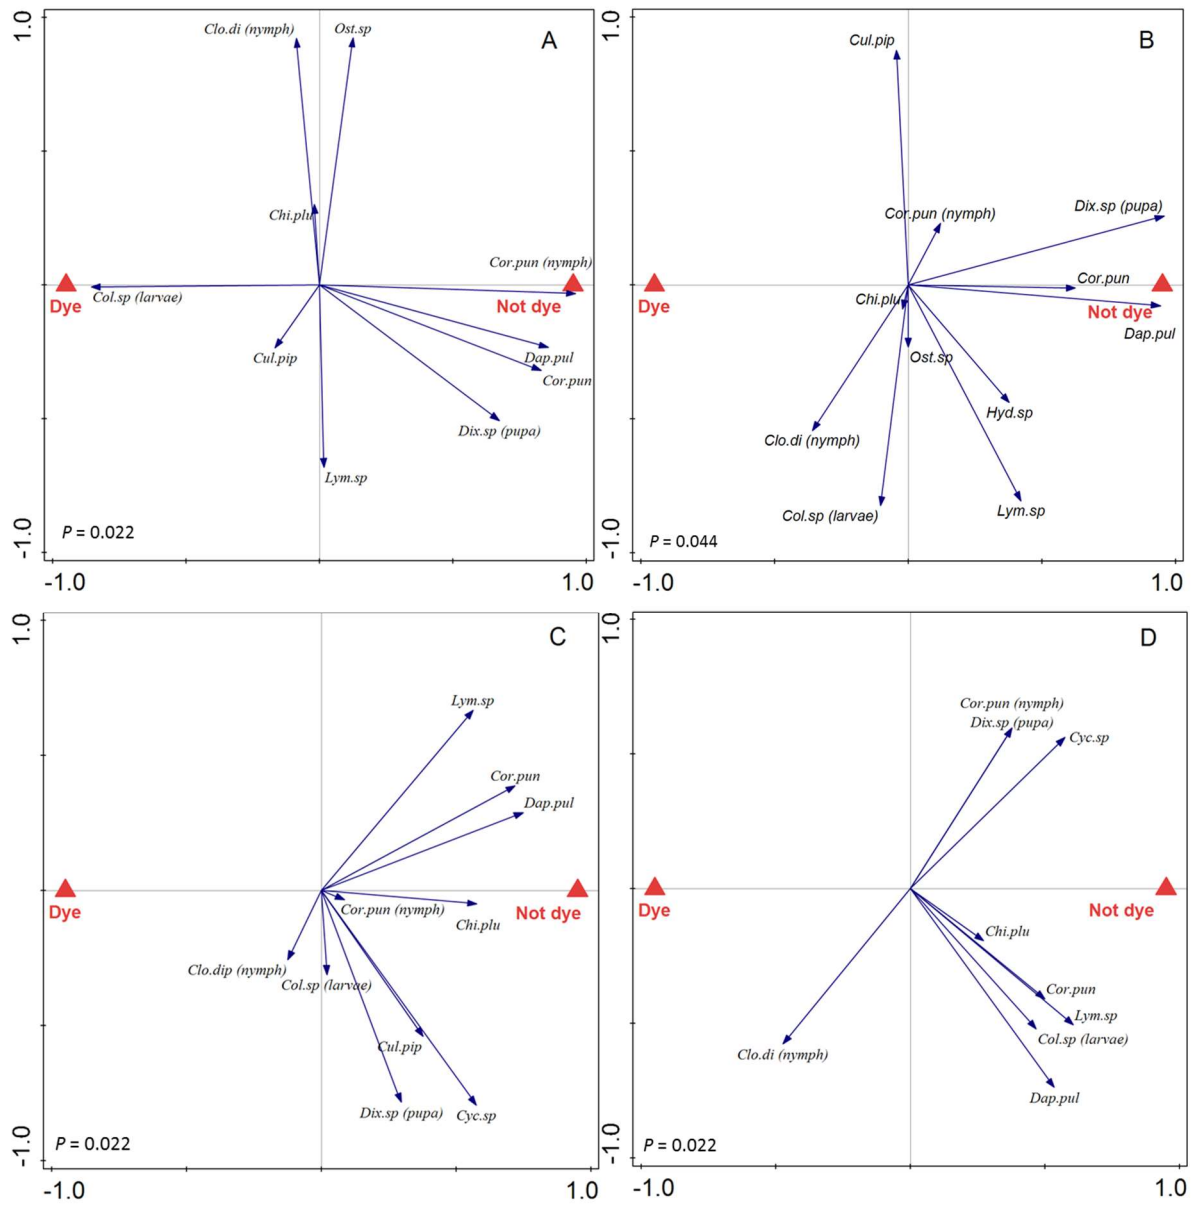 1.0
Clo.di (nymph)
Ost.sp
A
Chi.plu
Cor.pun (nymph)
Dye
Col.sp (larvae)
Not dye
Cul.pip
Dap.pul
Cor.pun
Dix.sp (pupa)
Lym.sp
P = 0.022
-1.0
-1.0
1.0
1.0
Cul.pip
B
Cor.pun (nymph)
Dix.sp (pupa)
Cor.pun
Dye
Chi.plu
Not dye
Dap.pul
Ost.sp
Hyd.sp
Clo.di (nymph)
Col.sp (larvae)
Lym.sp
P = 0.044
-1.0
-1.0
1.0
1.0
C
Lym.sp
Cor.pun
Dap.pul
Dye
Cor.pun (nymph)
Not dye
Chi.plu
Clo.dip (nymph)
Col.sp (larvae)
Cul.pip
Dix.sp (pupa)
Cyc.sp
P = 0.022
-1.0
-1.0
1.0
1.0
D
Cor.pun (nymph)
Dix.sp (pupa)
Cyc.sp
Dye
Not dye
Chi.plu
Cor.pun
Lym.sp
Col.sp (larvae)
Clo.di (nymph)
Dap.pul
P = 0.022
-1.0
-1.0
1.0